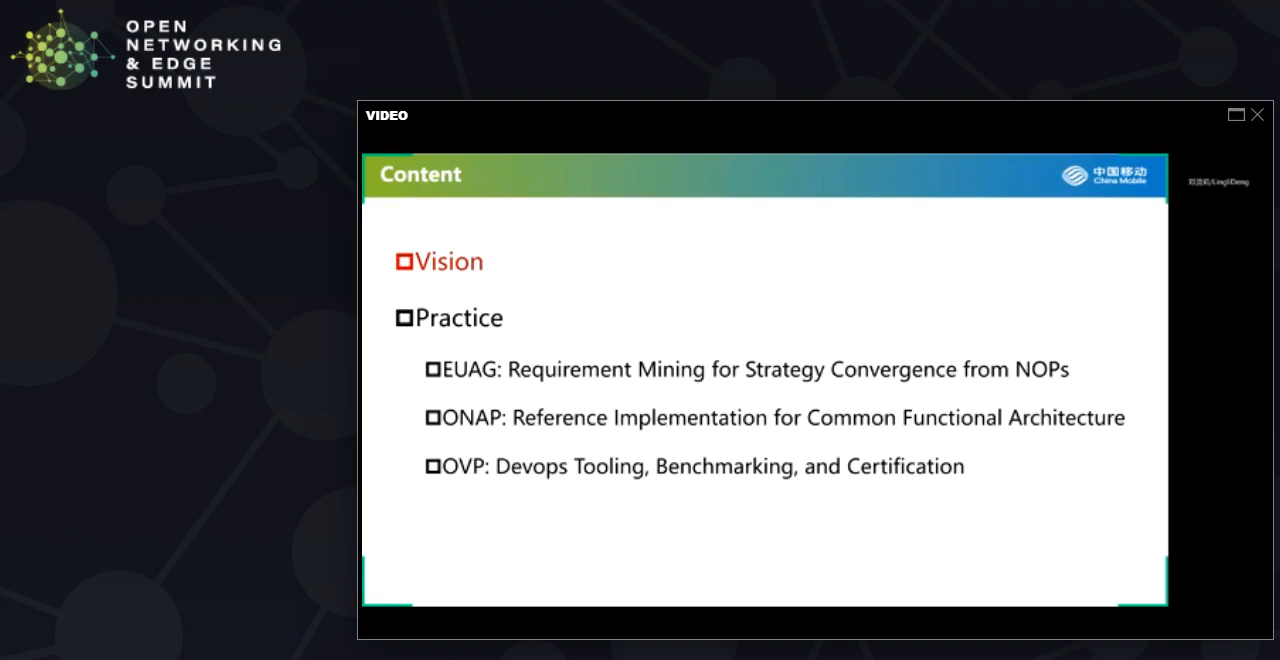 OPEN
NETWORKING
& EDGE
SUMMIT
VIDEO
Content
中国移动
China Mobile
Vision
Practice
EUAG: Requirement Mining for Strategy Convergence from NOPs
ONAP: Reference Implementation for Common Functional Architecture
OVP: Devops Tooling, Benchmarking, and Certification